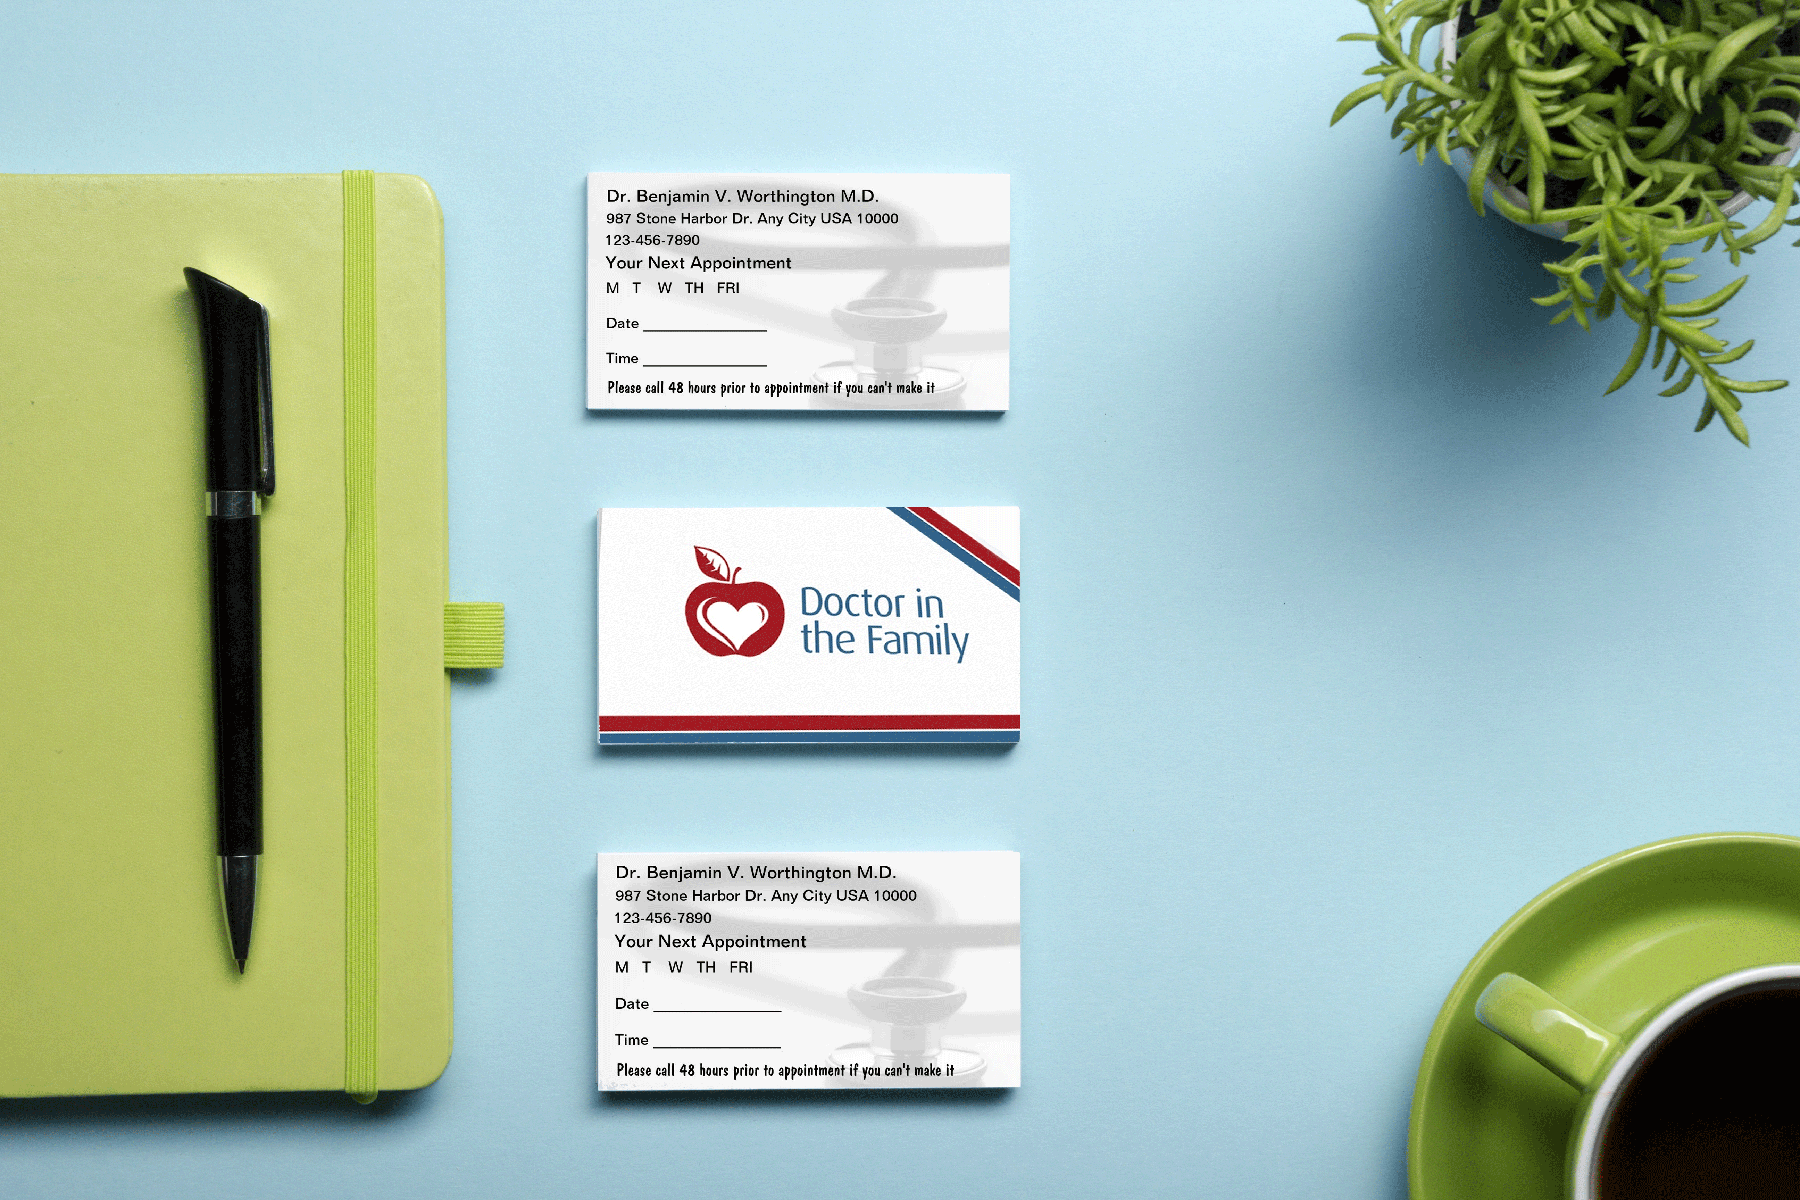 Dr. Benjamin V. Worthington M.D.
987 Stone Harbor Dr. Any City USA 10000
123-456-7890
Your Next Appointment
M T W TH FRI
Date ______________
Time ______________
Please call 48 hours prior to appointment if you can't make it
Doctor in
the Family
Dr. Benjamin V. Worthington M.D.
987 Stone Harbor Dr. Any City USA 10000
123-456-7890
Your Next Appointment
M T W TH FRI
Date ______________
Time ______________
Please call 48 hours prior to appointment if you can't make it